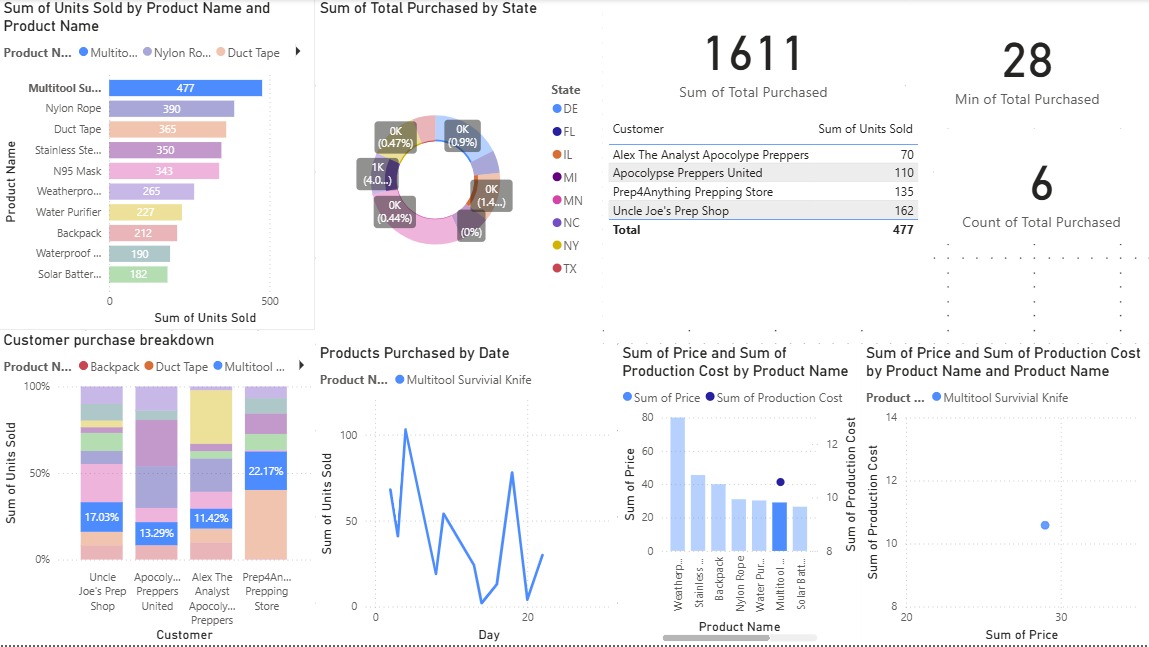 Sum of Units Sold by Product Name and
Product Name
Product N... Multito... Nylon Ro... Duct Tape
Product Name
Multitool Su... 477
Nylon Rope 390
Duct Tape 365
Stainless Ste... 350
N95 Mask 343
Weatherpro... 265
Water Purifier 227
Backpack 212
Waterproof ... 190
Solar Batter... 182
0 500
Sum of Units Sold
Sum of Total Purchased by State
0K
(0.47%)
0K
(0.9%)
1K
(4.0...)
0K
(1.4...)
0K
(0.44%)
(0%)
State
DE
FL
IL
MI
MN
NC
NY
TX
1611
Sum of Total Purchased
28
Min of Total Purchased
Customer Sum of Units Sold
Alex The Analyst Apocolype Preppers 70
Apocolypse Preppers United 110
Prep4Anything Prepping Store 135
Uncle Joe's Prep Shop 162
Total 477
6
Count of Total Purchased
Customer purchase breakdown
Product N... Backpack Duct Tape Multitool ...
Sum of Units Sold
100%
50%
0%
17.03%
13.29%
11.42%
22.17%
Uncle
Joe's Prep
Shop
Apocoly...
Preppers
United
Alex The
Analyst
Apocoly...
Preppers
Prep4An...
Prepping
Store
Customer
Products Purchased by Date
Product N... Multitool Survivial Knife
Sum of Units Sold
100
50
0
0 20
Day
Sum of Price and Sum of
Production Cost by Product Name
Sum of Price Sum of Production Cost
Sum of Price
80
60
40
20
0
12
10
8
Sum of Production Cost
Weatherp...
Stainless ...
Backpack
Nylon Rope
Water Pur...
Multitool ...
Solar Batt...
Product Name
Sum of Price and Sum of Production Cost
by Product Name and Product Name
Product ... Multitool Survivial Knife
Sum of Production Cost
14
12
10
8
20 30
Sum of Price